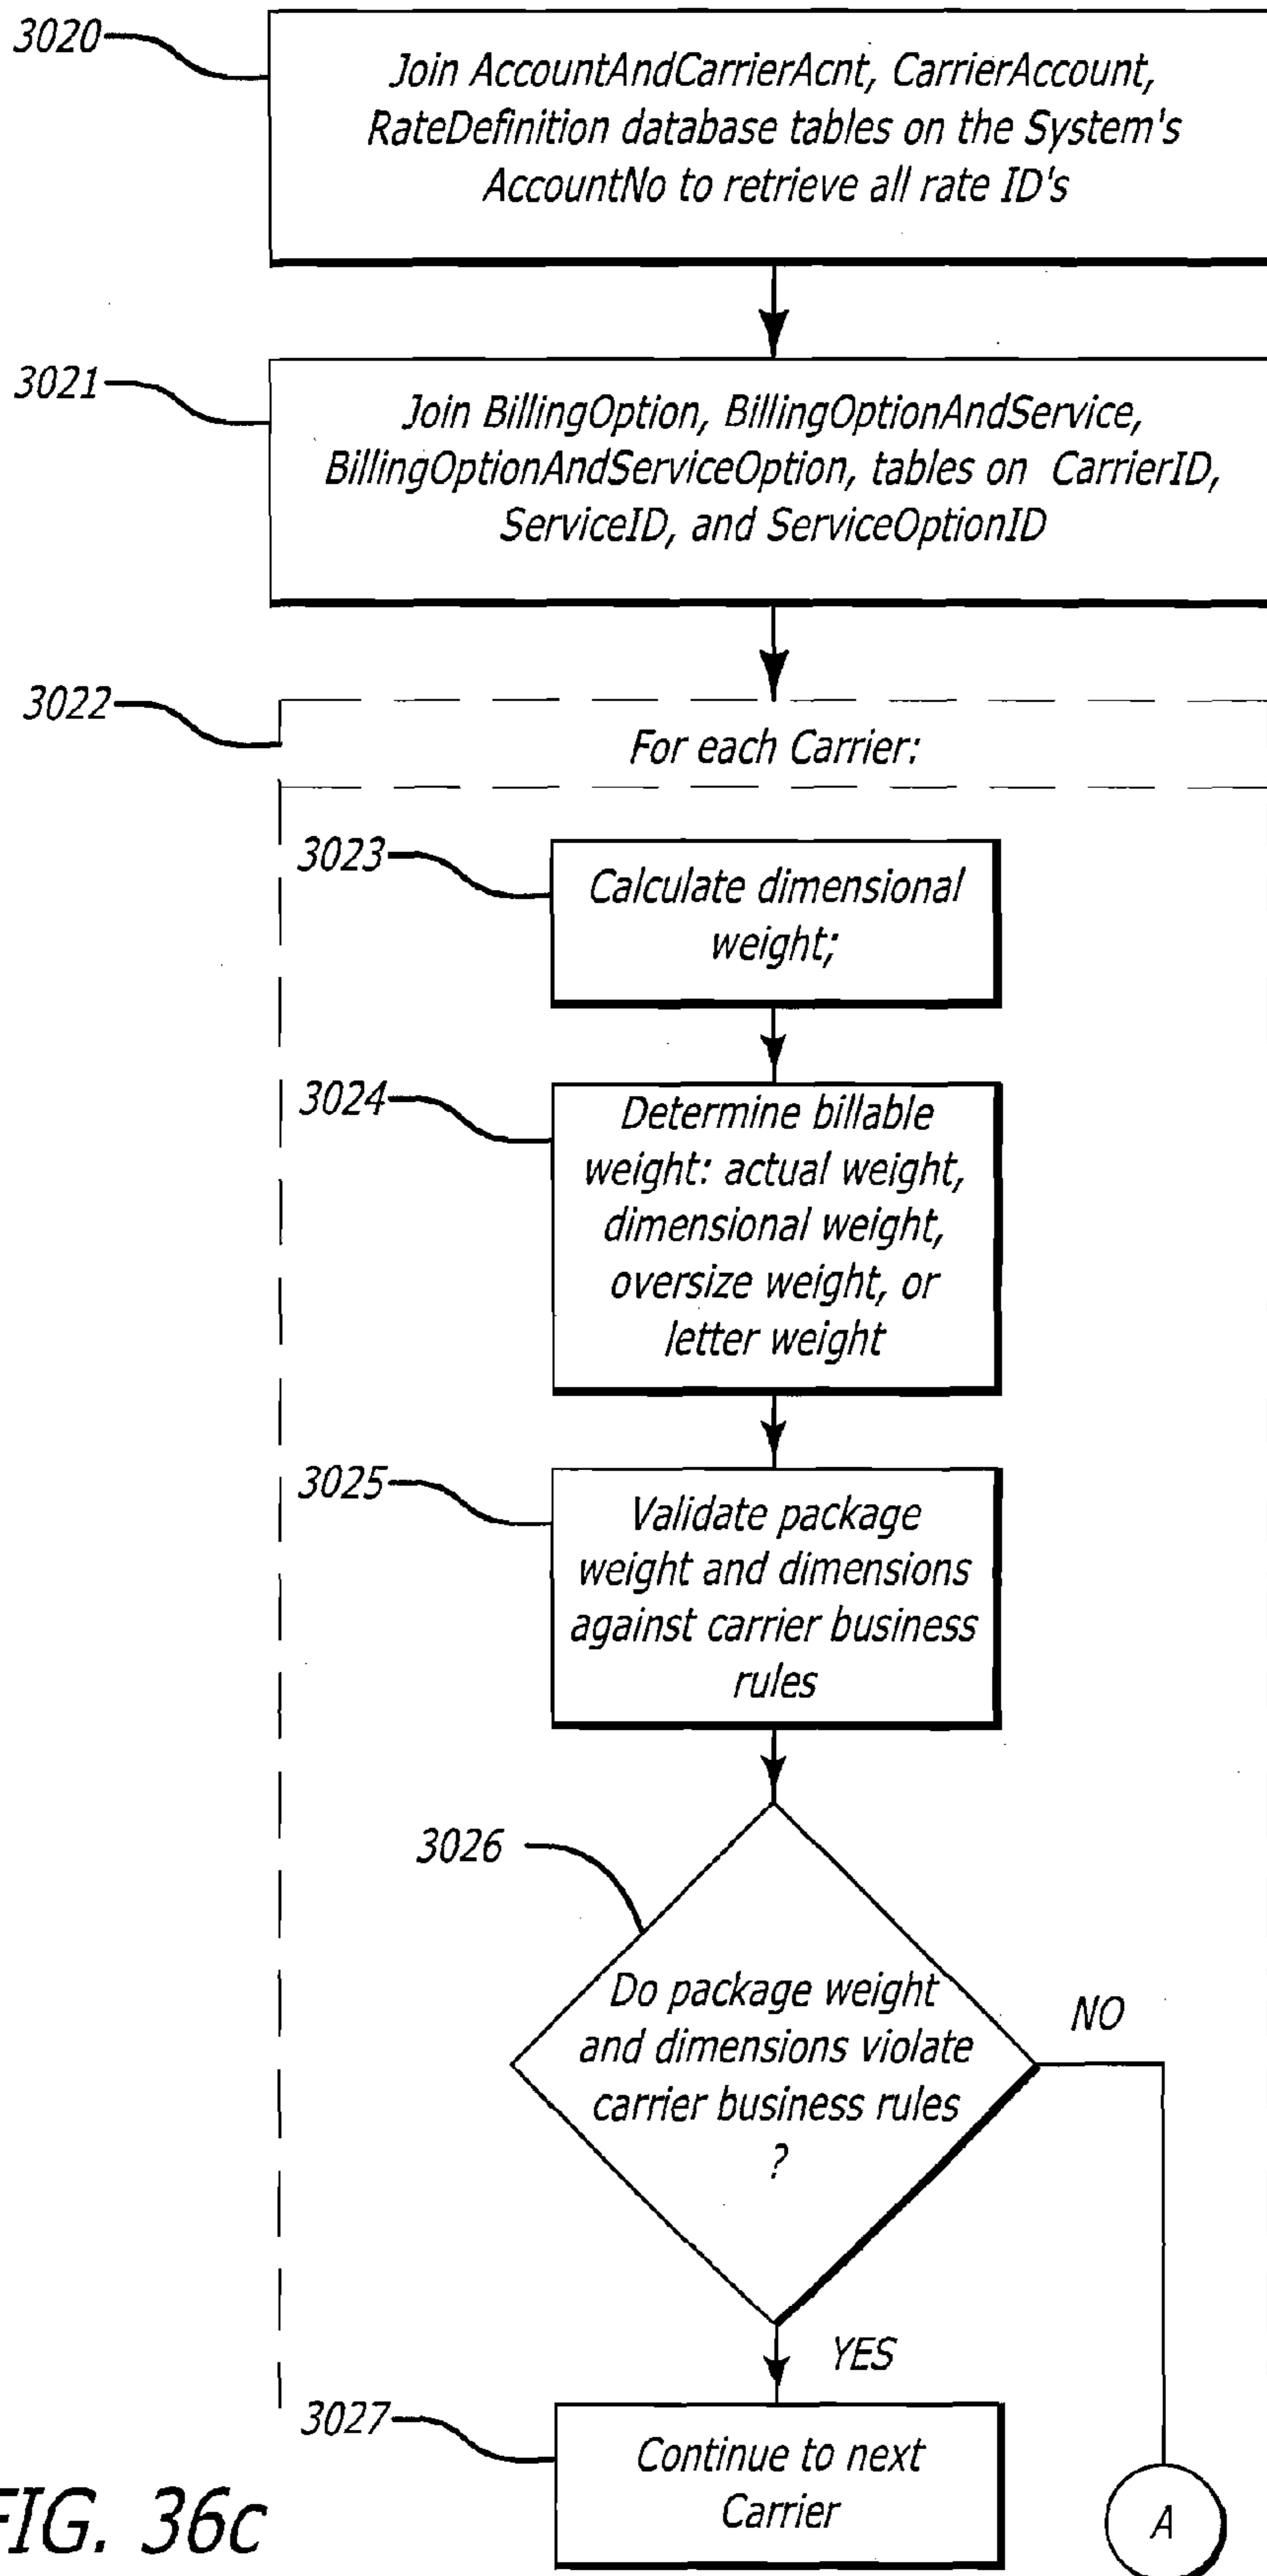 3020
Join AccountAndCarrierAcnt, CarrierAccount,
RateDefinition database tables on the System's
AccountNo to retrieve all rate ID's
3021
Join BillingOption, BillingOptionAndService,
BillingOptionAndServiceOption, tables on CarrierID,
ServiceID, and ServiceOptionID
3022
For each Carrier:
3023
Calculate dimensional
weight;
3024
Determine billable
weight: actual weight,
dimensional weight,
oversize weight, or
letter weight
3025
Validate package
weight and dimensions
against carrier business
rules
3026
Do package weight
and dimensions violate
carrier business rules
?
NO
YES
3027
Continue to next
Carrier
A
FIG. 36c